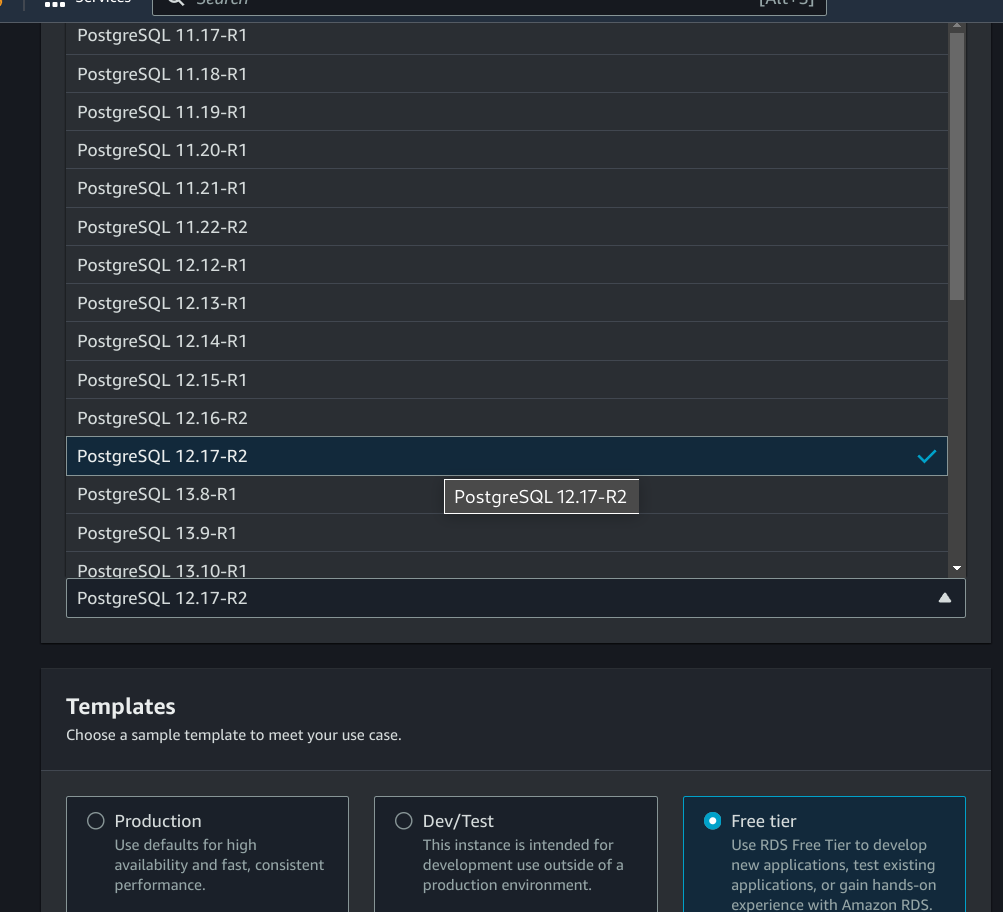 Services
Search
[Alt+S]
PostgreSQL 11.17-R1
PostgreSQL 11.18-R1
PostgreSQL 11.19-R1
PostgreSQL 11.20-R1
PostgreSQL 11.21-R1
PostgreSQL 11.22-R2
PostgreSQL 12.12-R1
PostgreSQL 12.13-R1
PostgreSQL 12.14-R1
PostgreSQL 12.15-R1
PostgreSQL 12.16-R2
PostgreSQL 12.17-R2
PostgreSQL 13.8-R1
PostgreSQL 12.17-R2
PostgreSQL 13.9-R1
PostgreSQL 13.10-R1
PostgreSQL 12.17-R2
Templates
Choose a sample template to meet your use case.
Production
Use defaults for high
availability and fast, consistent
performance.
Dev/Test
This instance is intended for
development use outside of a
production environment.
Free tier
Use RDS Free Tier to develop
new applications, test existing
applications, or gain hands-on
experience with Amazon RDS.